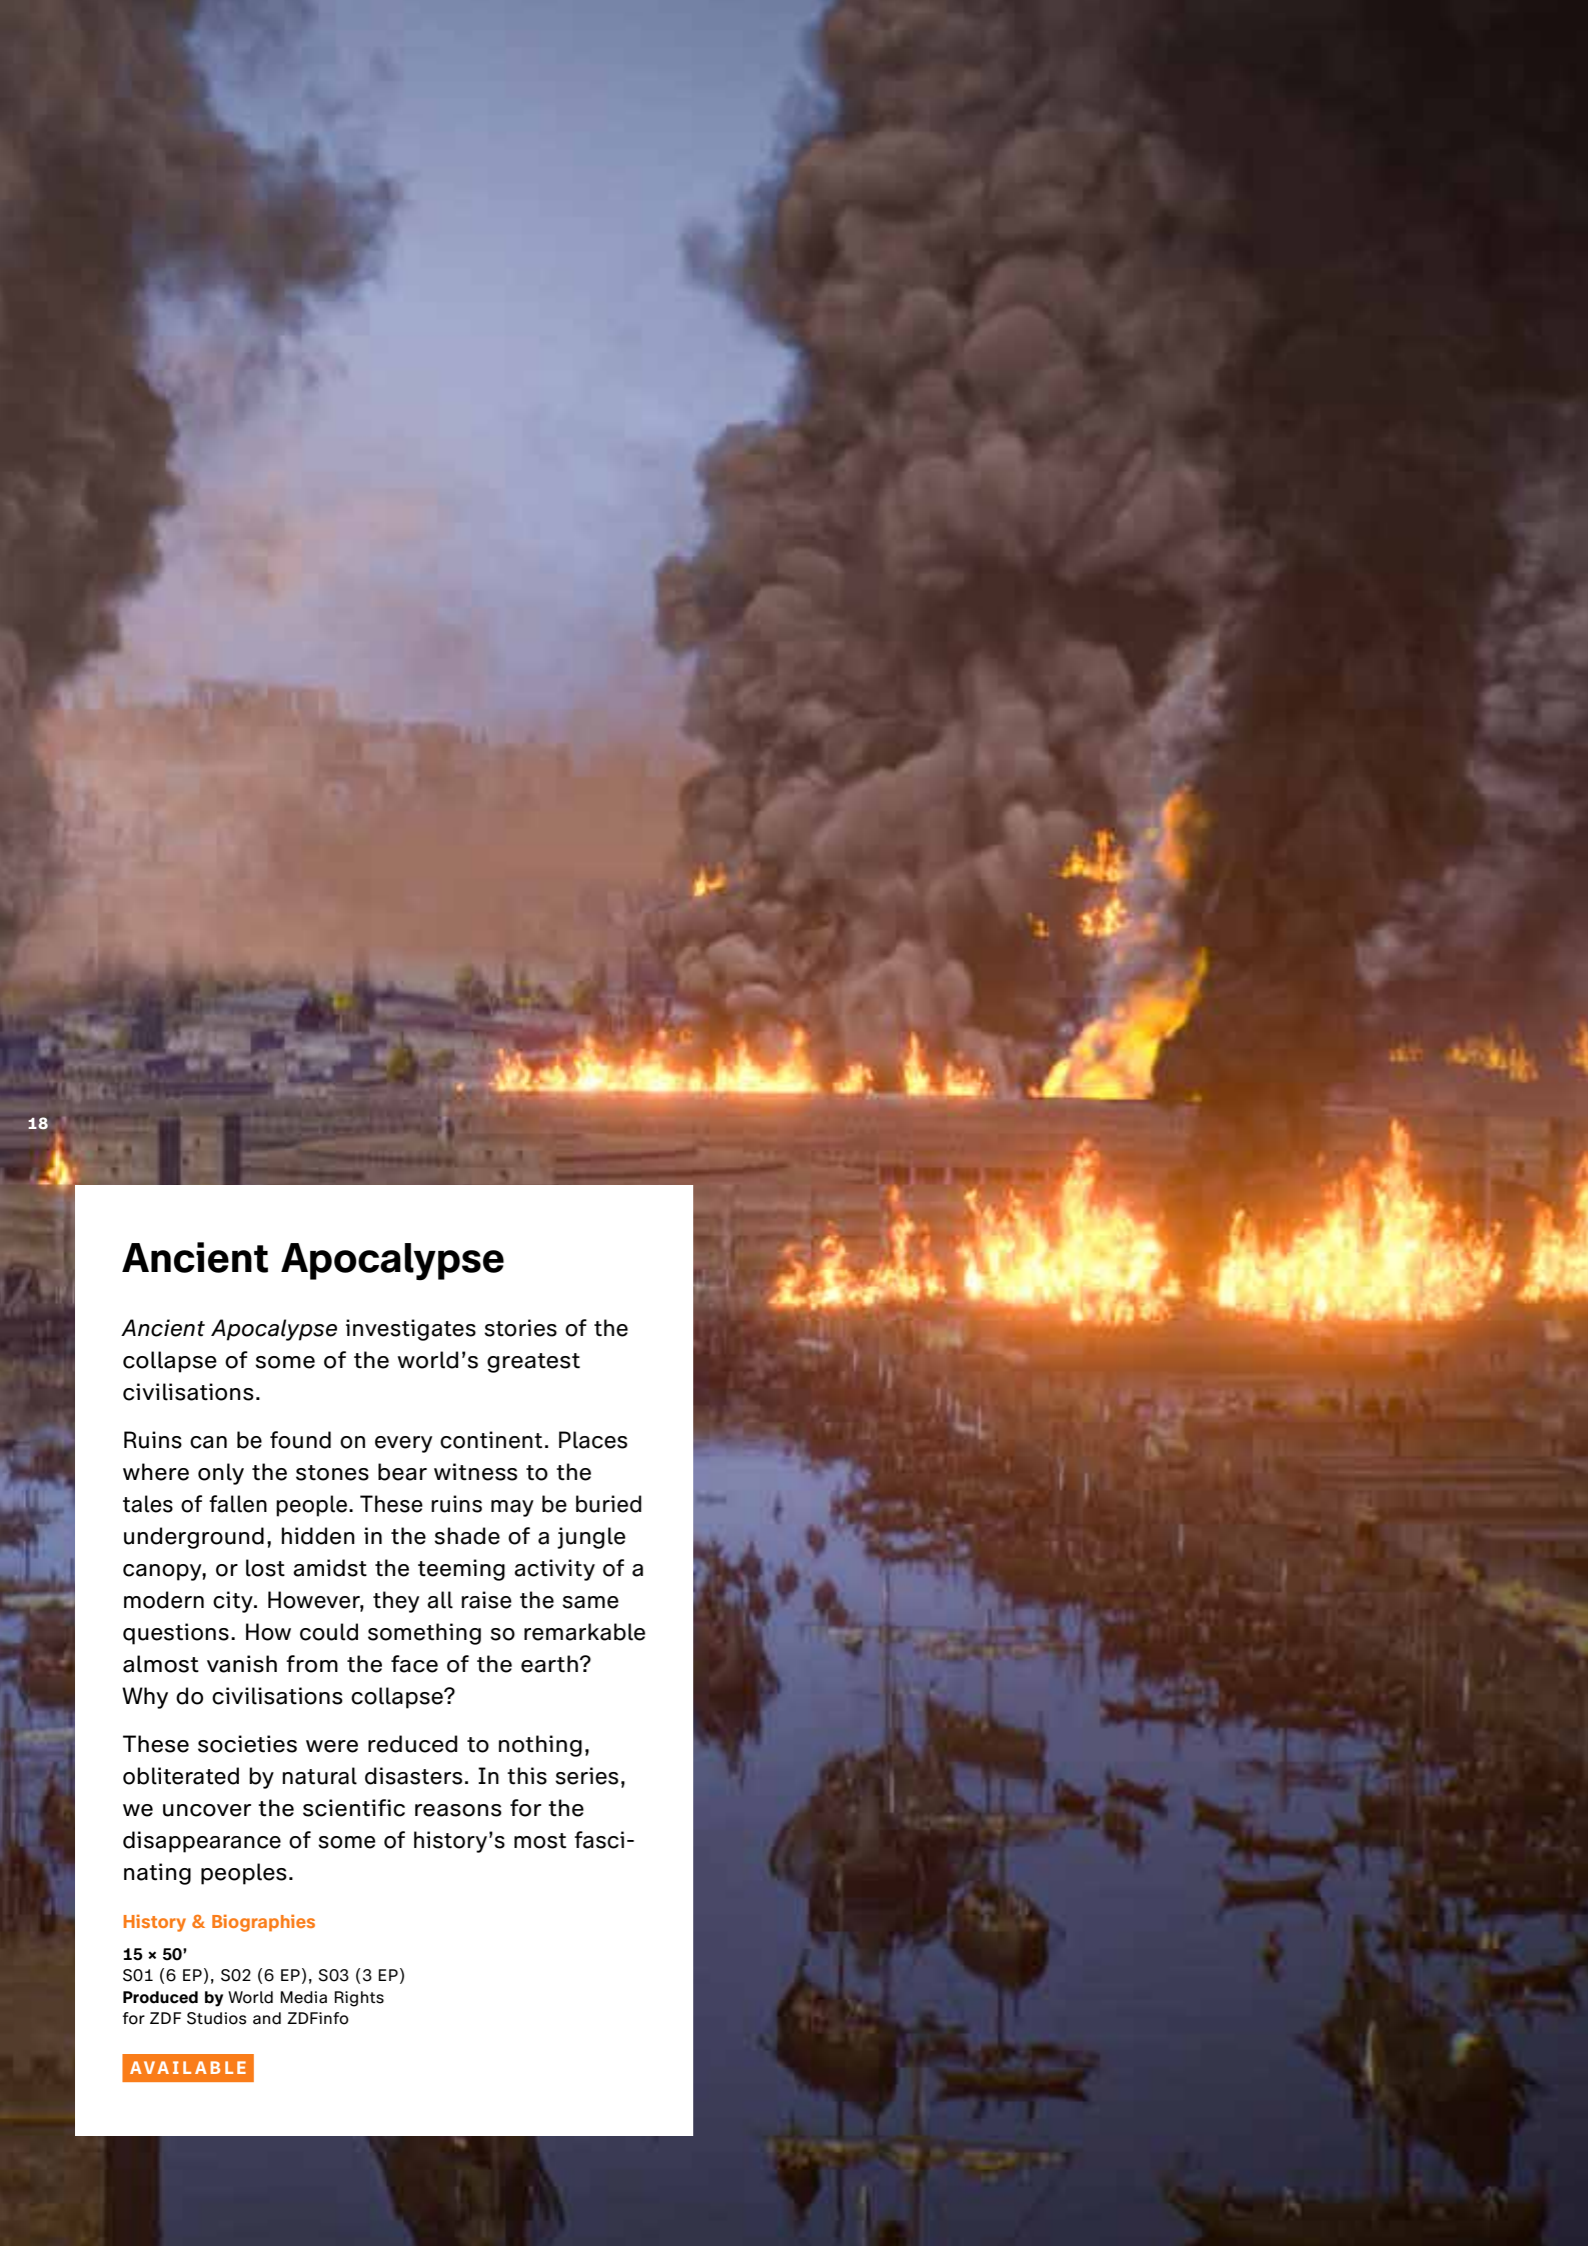 18
Ancient Apocalypse
Ancient Apocalypse investigates stories of the
collapse of some of the world’s greatest
civilisations.
Ruins can be found on every continent. Places
where only the stones bear witness to the
tales of fallen people. These ruins may be buried
underground, hidden in the shade of a jungle
canopy, or lost amidst the teeming activity of a
modern city. However, they all raise the same
questions. How could something so remarkable
almost vanish from the face of the earth?
Why do civilisations collapse?
These societies were reduced to nothing,
obliterated by natural disasters. In this series,
we uncover the scientific reasons for the
disappearance of some of history’s most fasci-
nating peoples.
History & Biographies
15 × 50’
S01 (6 EP), S02 (6 EP), S03 (3 EP)
Produced by World Media Rights
for ZDF Studios and ZDFinfo
AVAILABLE